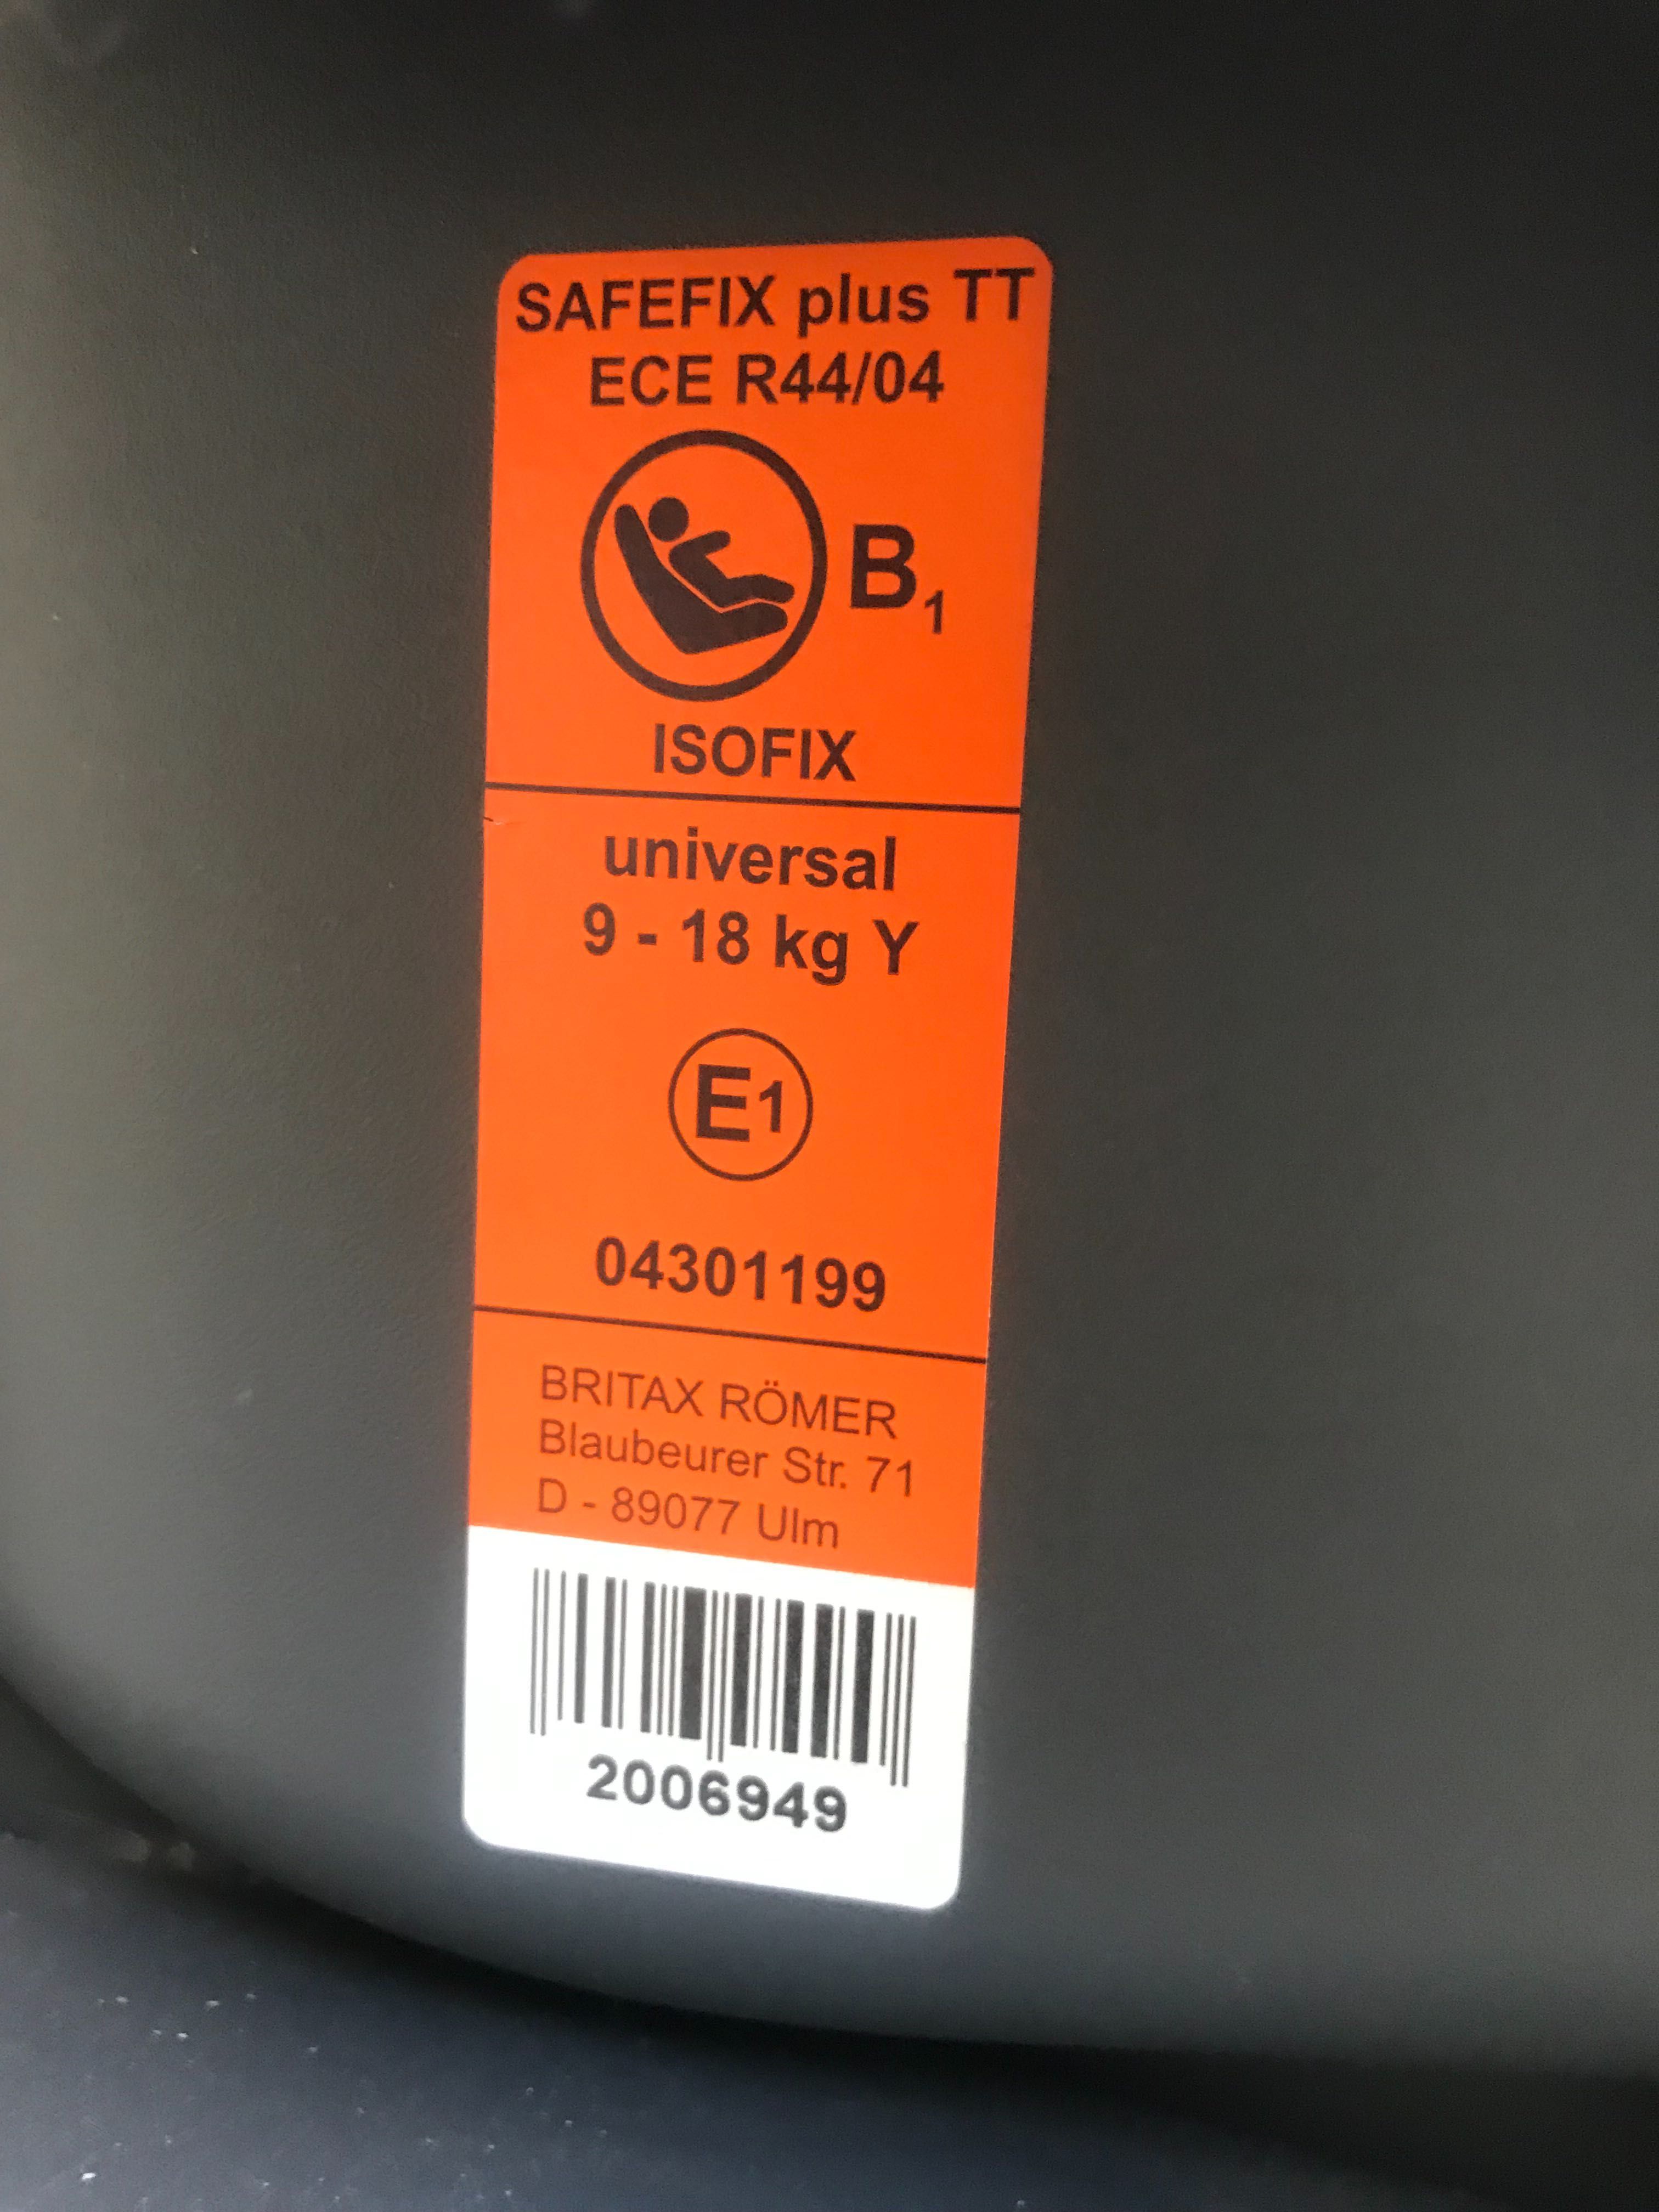 SAFEFIX plus TT
ECE R44/04
B1
ISOFIX
universal
9 - 18 kg Y
E1
04301199
BRITAX RÖMER
Blaubeurer Str. 71
D - 89077 Ulm
2006949